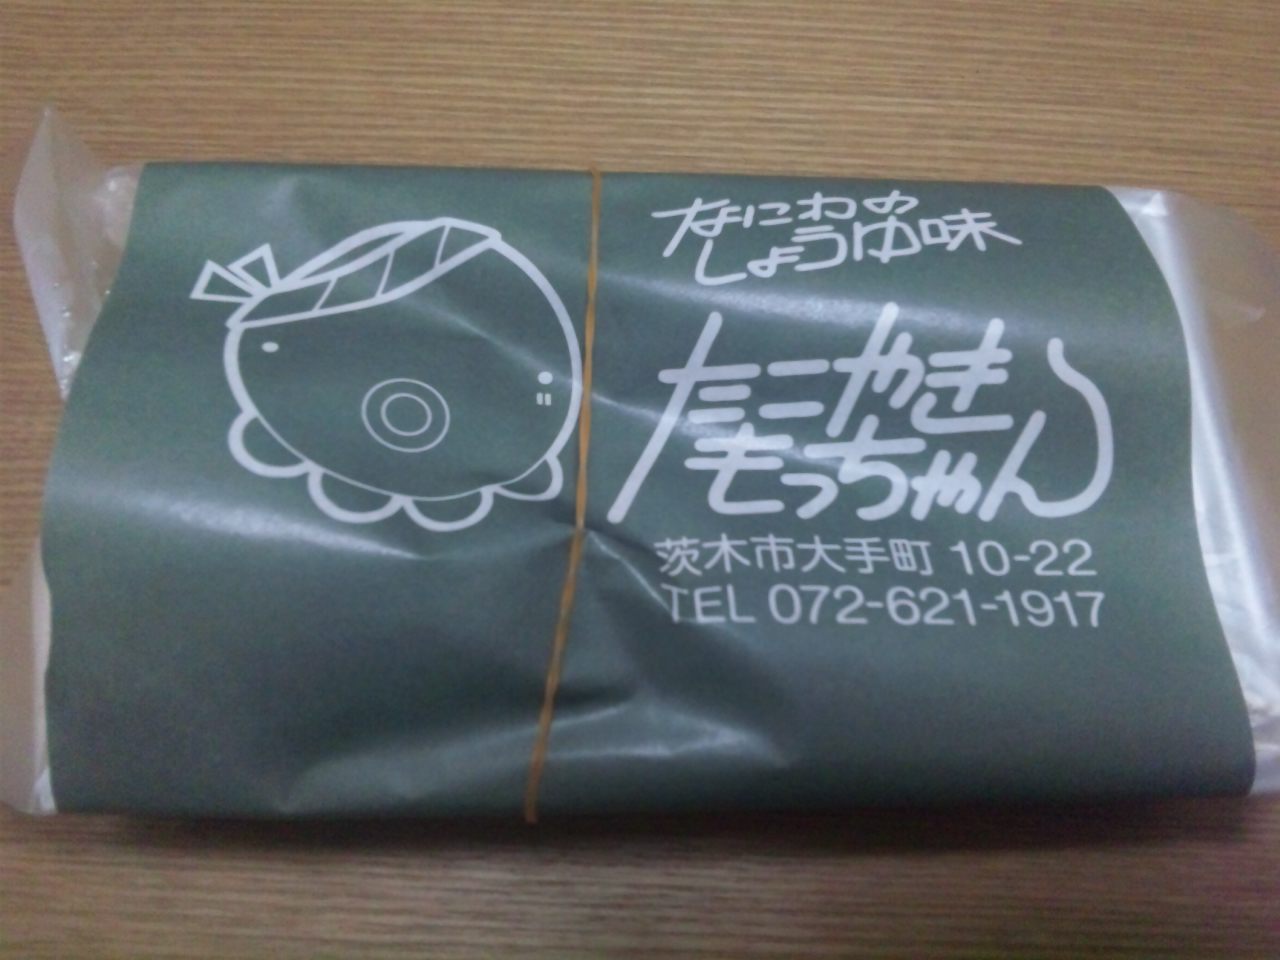 なにわの
しょうゆ味
たこやき
もっちゃん
茨木市大手町 10-22
TEL 072-621-1917